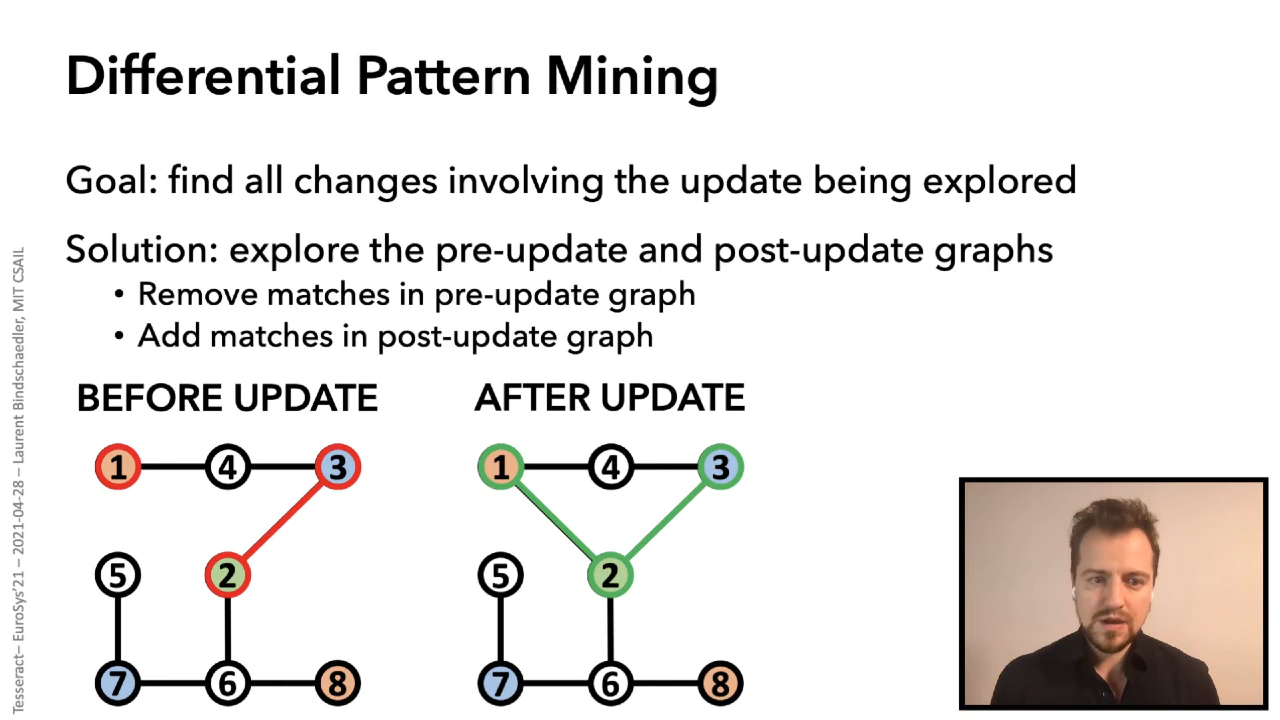 Differential Pattern Mining
Goal: find all changes involving the update being explored
Solution: explore the pre-update and post-update graphs
• Remove matches in pre-update graph
• Add matches in post-update graph
BEFORE UPDATE
1 4 3
2
5
7 6 8
AFTER UPDATE
1 4 3
2
5
7 6 8
Tesseract– EuroSys'21 – 2021-04-28 – Laurent Bindschaedler, MIT CSAIL